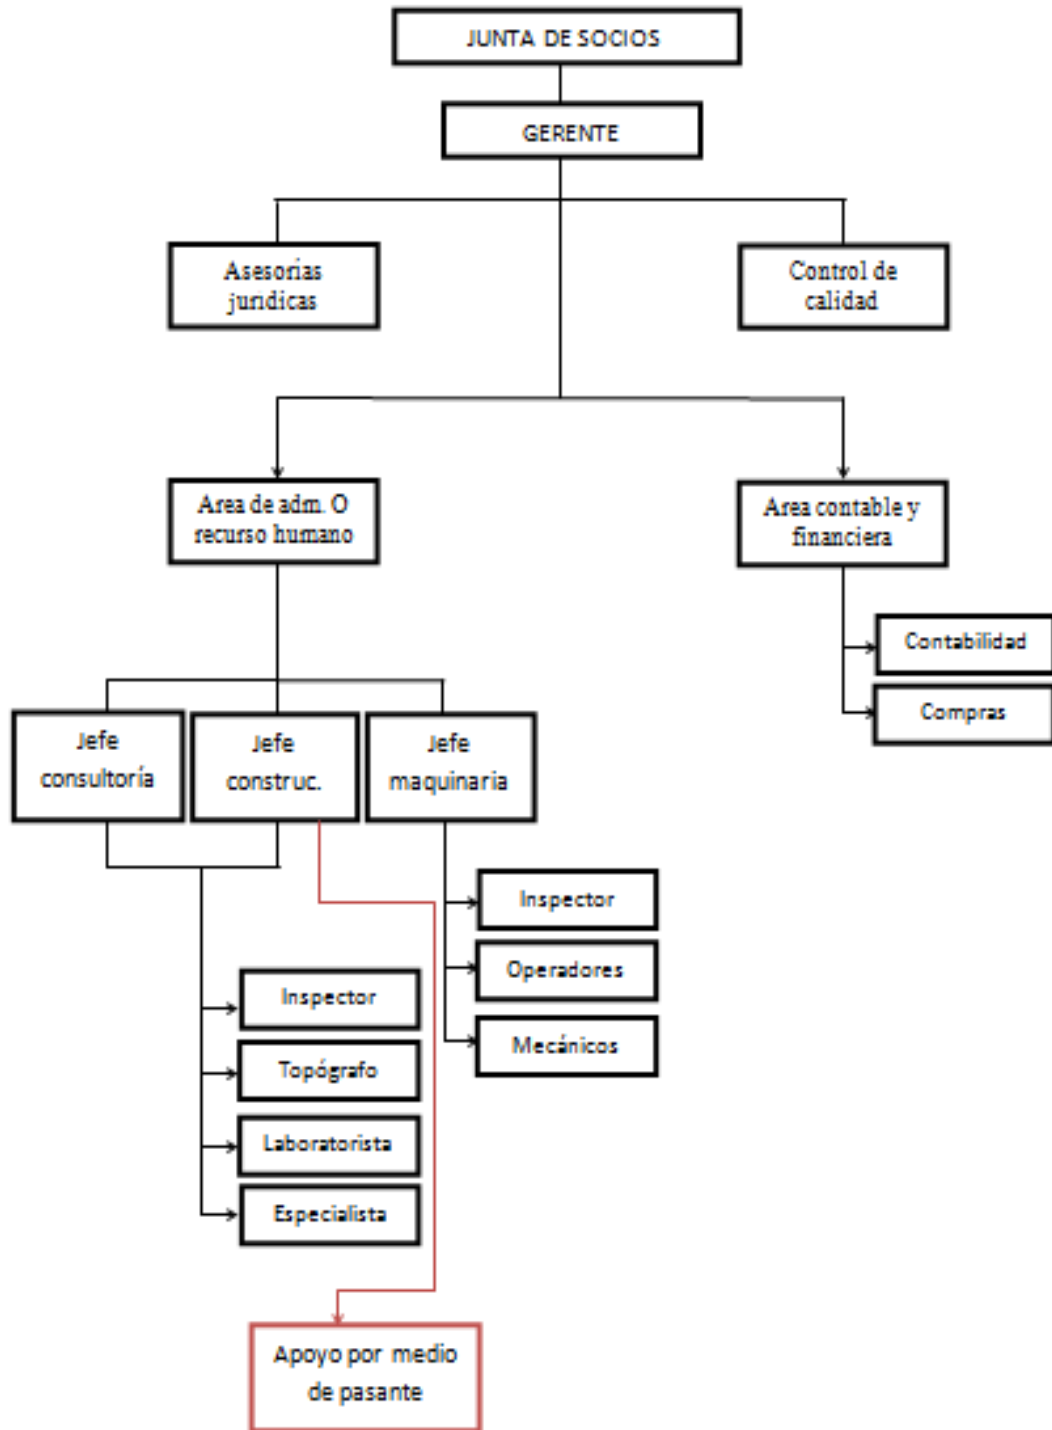 JUNTA DE SOCIOS
GERENTE
Asesorias
juridicas
Control de
calidad
Area de adm. O
recurso humano
Area contable y
financiera
Contabilidad
Compras
Jefe
consultoría
Jefe
construc.
Jefe
maquinaria
Inspector
Operadores
Mecánicos
Inspector
Topógrafo
Laboratorista
Especialista
Apoyo por medio
de pasante